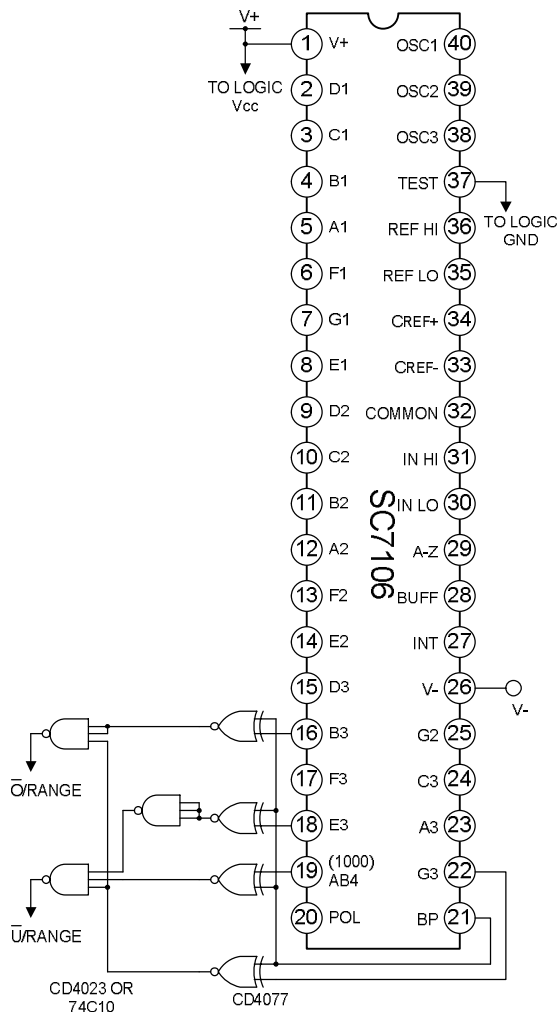 V+
TO LOGIC
Vcc
1 V+
2 D1
3 C1
4 B1
5 A1
6 F1
7 G1
8 E1
9 D2
10 C2
11 B2
12 A2
13 F2
14 E2
15 D3
16 B3
17 F3
18 E3
19 (1000)
AB4
20 POL
SC7106
OSC1 40
OSC2 39
OSC3 38
TEST 37
TO LOGIC
GND
REF HI 36
REF LO 35
CREF+ 34
CREF- 33
COMMON 32
IN HI 31
IN LO 30
A-Z 29
BUFF 28
INT 27
V- 26
V-
G2 25
C3 24
A3 23
G3 22
BP 21
O̅/RANGE
U̅/RANGE
CD4023 OR
74C10
CD4077